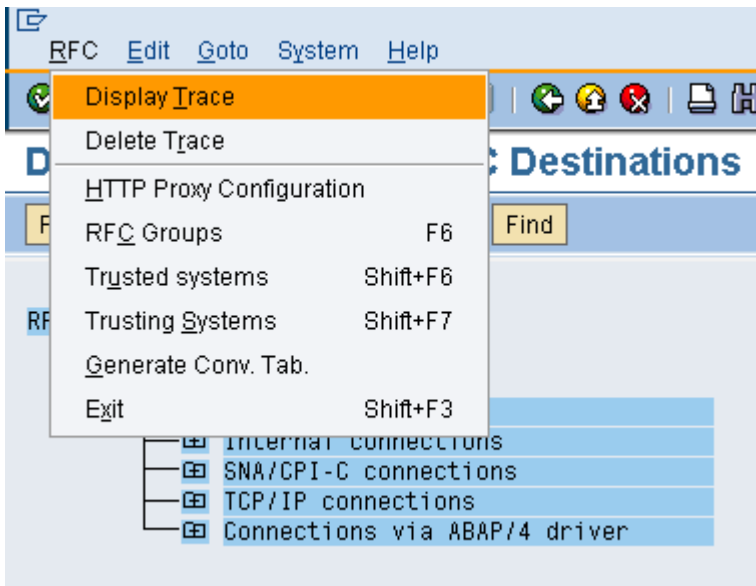 RFC Edit Goto System Help
Display Trace
Delete Trace
Destinations
HTTP Proxy Configuration
RFC Groups F6
Find
Trusted systems Shift+F6
Trusting Systems Shift+F7
Generate Conv. Tab.
Exit Shift+F3
Internal connections
SNA/CPI-C connections
TCP/IP connections
Connections via ABAP/4 driver